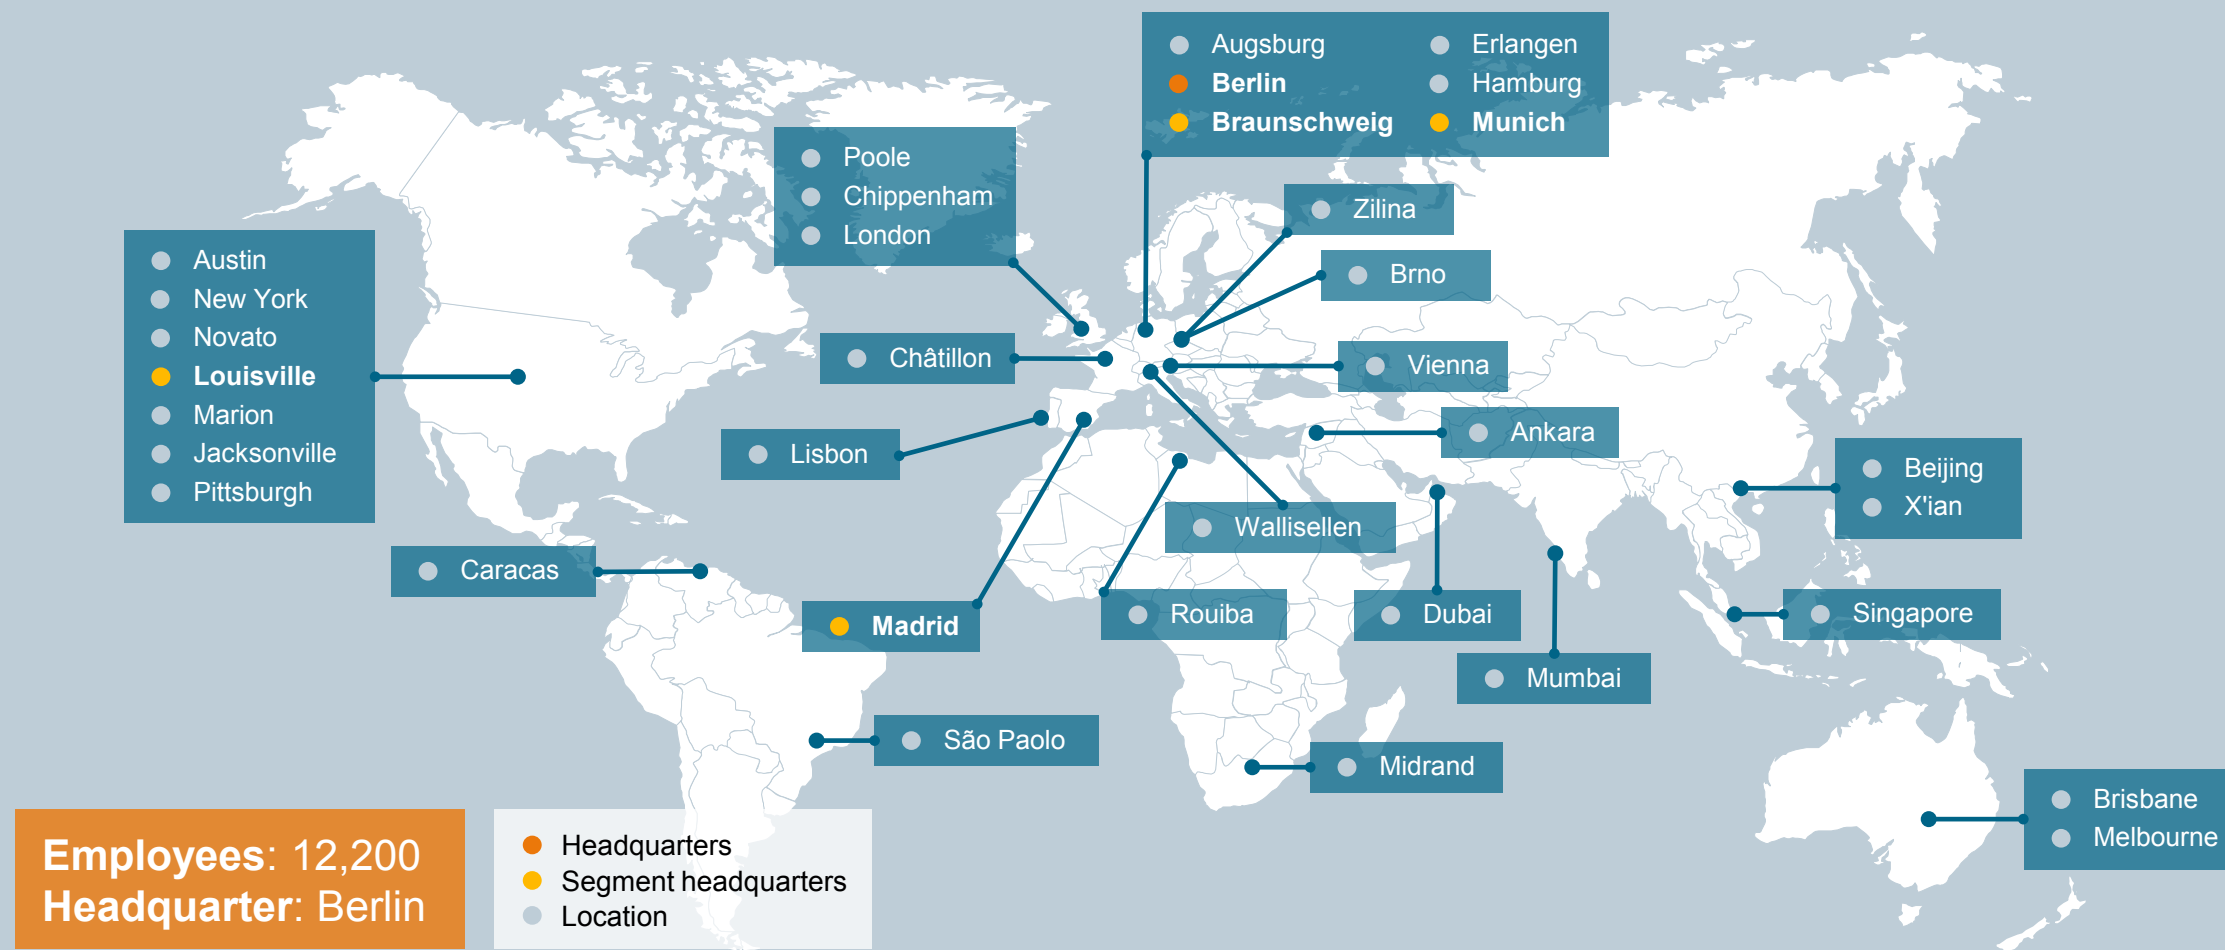 Augsburg
Berlin
Braunschweig
Erlangen
Hamburg
Munich
Poole
Chippenham
London
Zilina
Brno
Austin
New York
Novato
Louisville
Marion
Jacksonville
Pittsburgh
Châtillon
Vienna
Lisbon
Ankara
Beijing
X'ian
Wallisellen
Caracas
Madrid
Rouiba
Dubai
Singapore
Mumbai
São Paolo
Midrand
Brisbane
Melbourne
Employees: 12,200
Headquarter: Berlin
Headquarters
Segment headquarters
Location